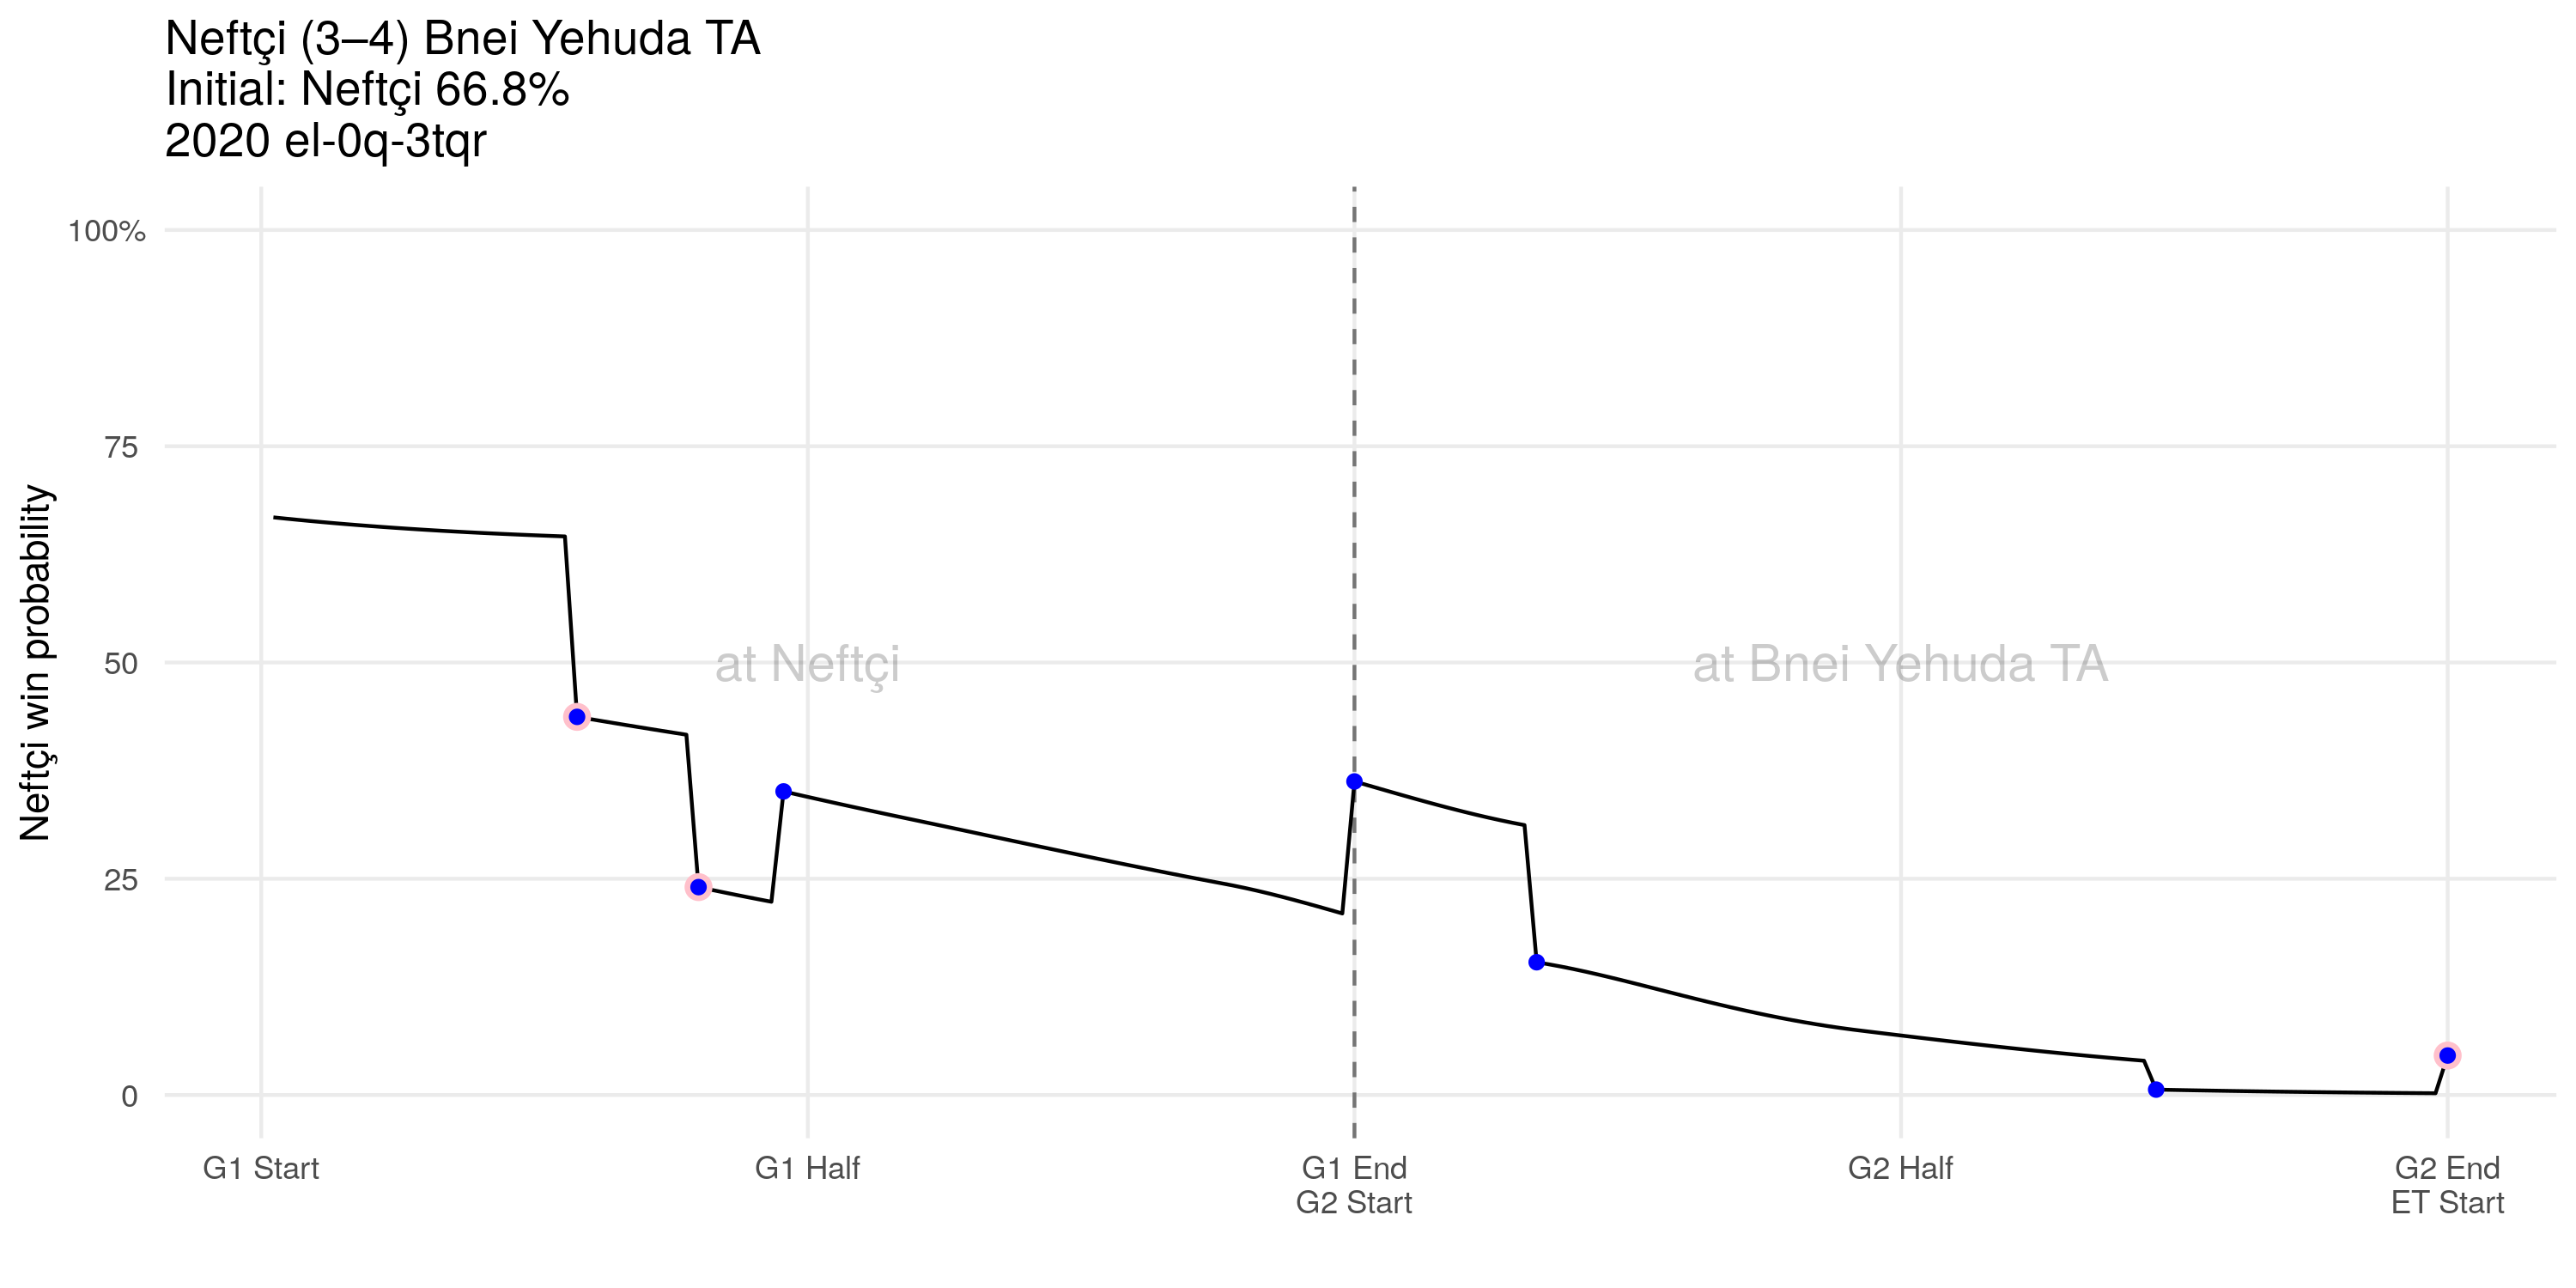 Neftçi (3–4) Bnei Yehuda TA
Initial: Neftçi 66.8%
2020 el-0q-3tqr
Neftçi win probability
100%
75
50
25
0
at Neftçi
at Bnei Yehuda TA
G1 Start
G1 Half
G1 End
G2 Start
G2 Half
G2 End
ET Start